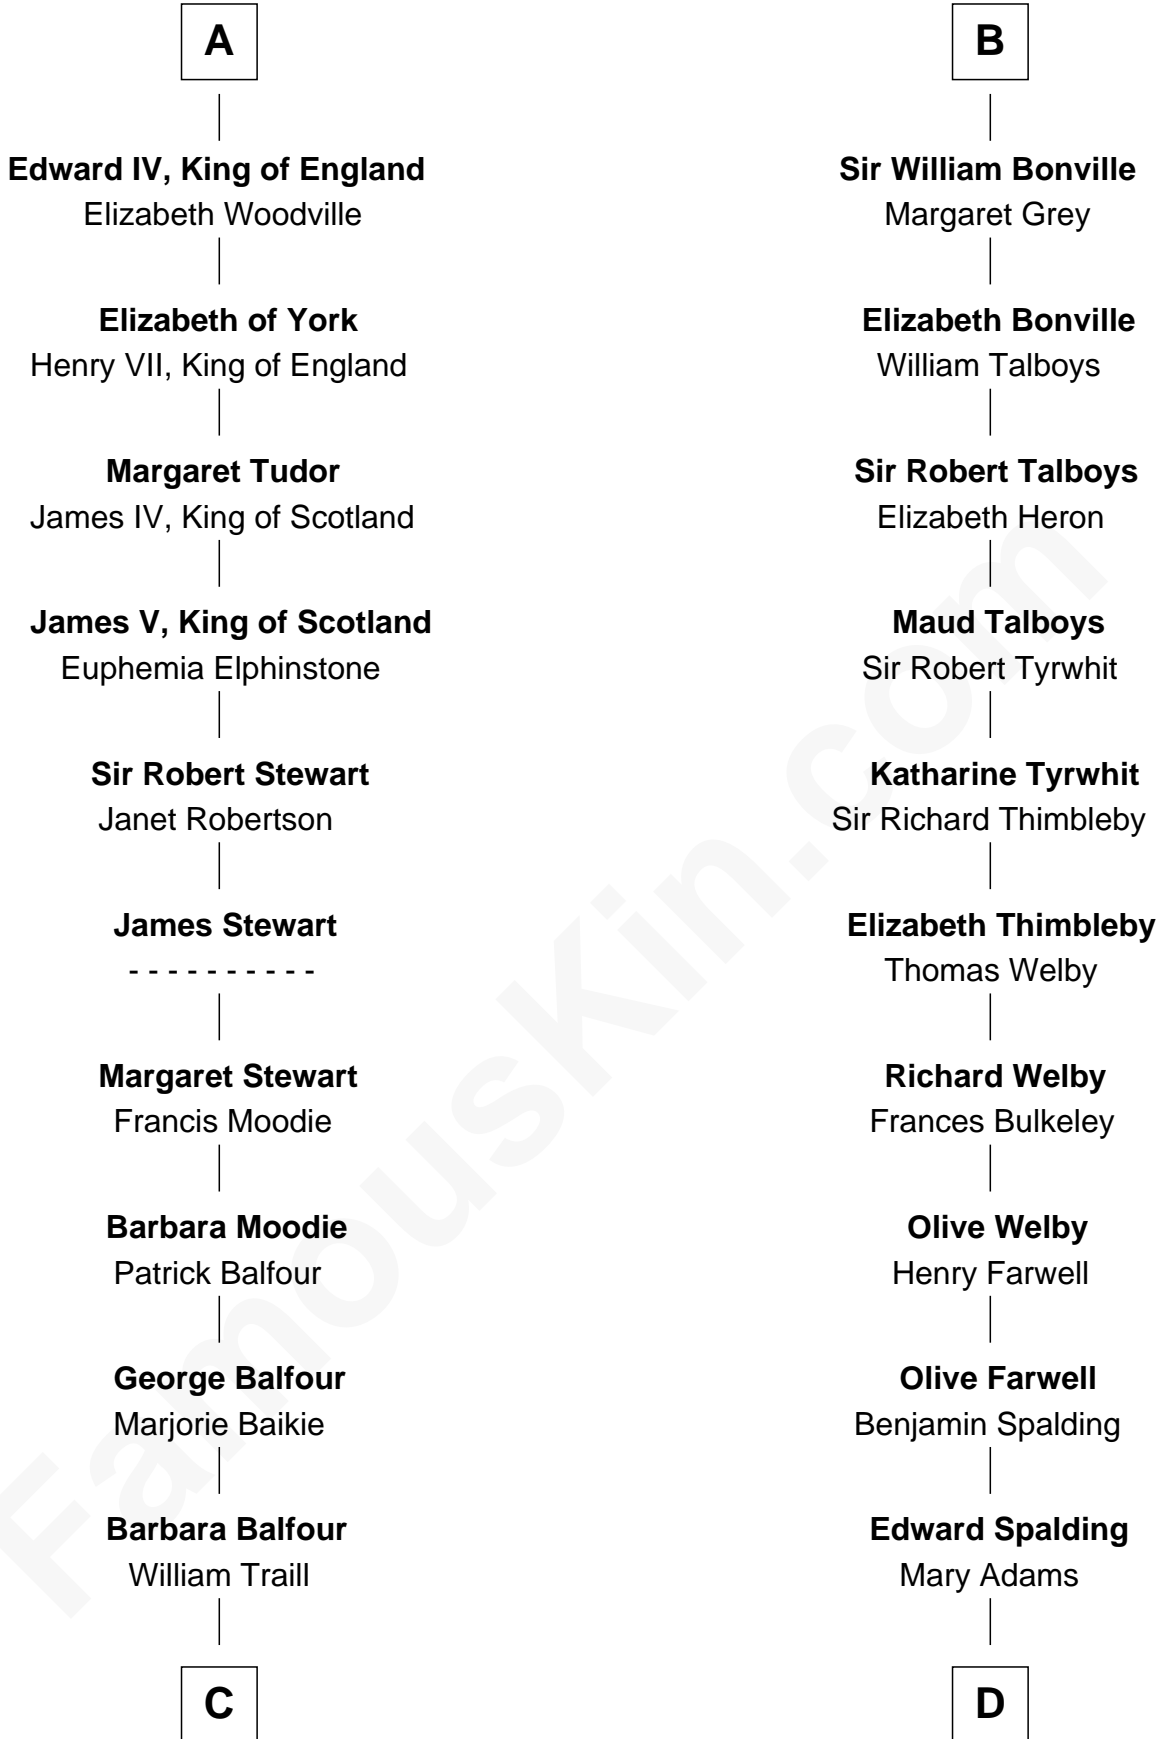 A
Edward IV, King of England
Elizabeth Woodville
Elizabeth of York
Henry VII, King of England
Margaret Tudor
James IV, King of Scotland
James V, King of Scotland
Euphemia Elphinstone
Sir Robert Stewart
Janet Robertson
James Stewart
- - - - - - - - - -
Margaret Stewart
Francis Moodie
Barbara Moodie
Patrick Balfour
George Balfour
Marjorie Baikie
Barbara Balfour
William Traill
C
B
Sir William Bonville
Margaret Grey
Elizabeth Bonville
William Talboys
Sir Robert Talboys
Elizabeth Heron
Maud Talboys
Sir Robert Tyrwhit
Katharine Tyrwhit
Sir Richard Thimbleby
Elizabeth Thimbleby
Thomas Welby
Richard Welby
Frances Bulkeley
Olive Welby
Henry Farwell
Olive Farwell
Benjamin Spalding
Edward Spalding
Mary Adams
D
FamousKin.com